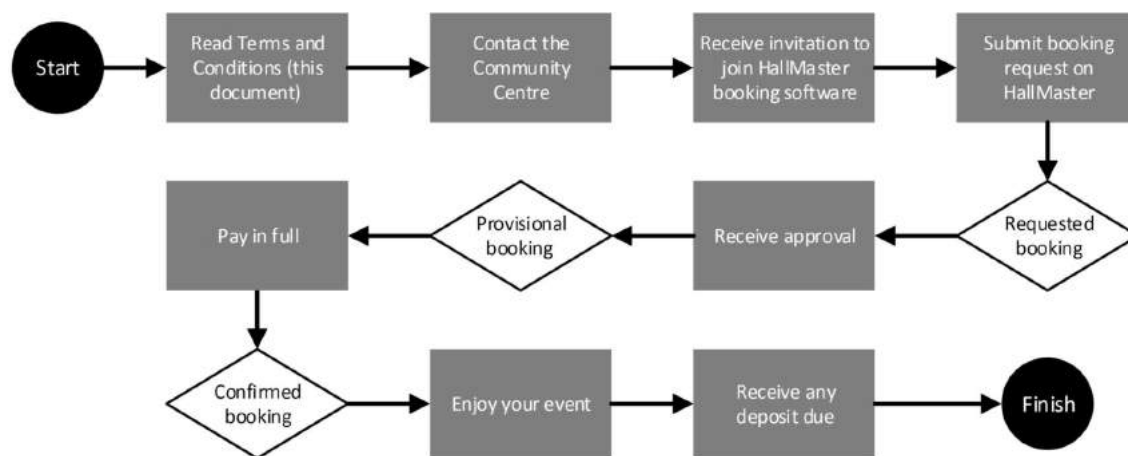 Start
Read Terms and
Conditions (this
document)
Contact the
Community
Centre
Receive invitation to
join HallMaster
booking software
Submit booking
request on
HallMaster
Requested
booking
Receive approval
Provisional
booking
Pay in full
Confirmed
booking
Enjoy your event
Receive any
deposit due
Finish